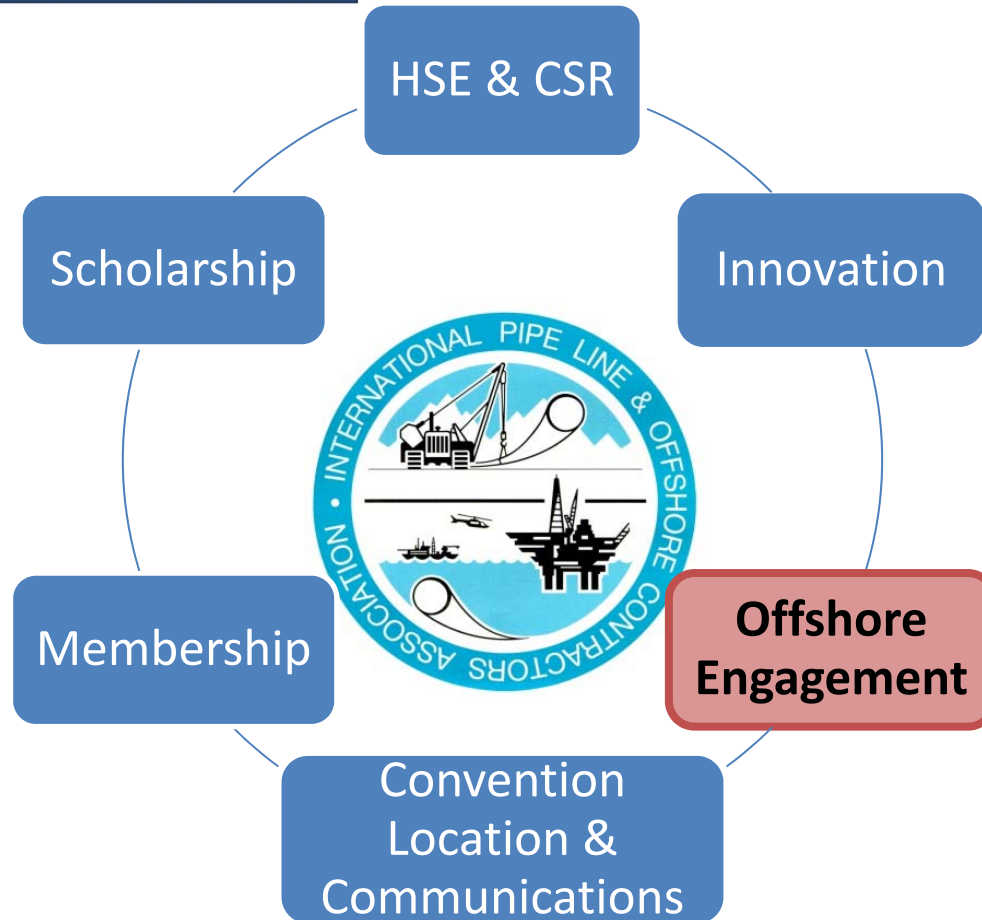 HSE & CSR
Scholarship
Innovation
INTERNATIONAL PIPE LINE & OFFSHORE CONTRACTORS ASSOCIATION •
Membership
Offshore
Engagement
Convention
Location &
Communications